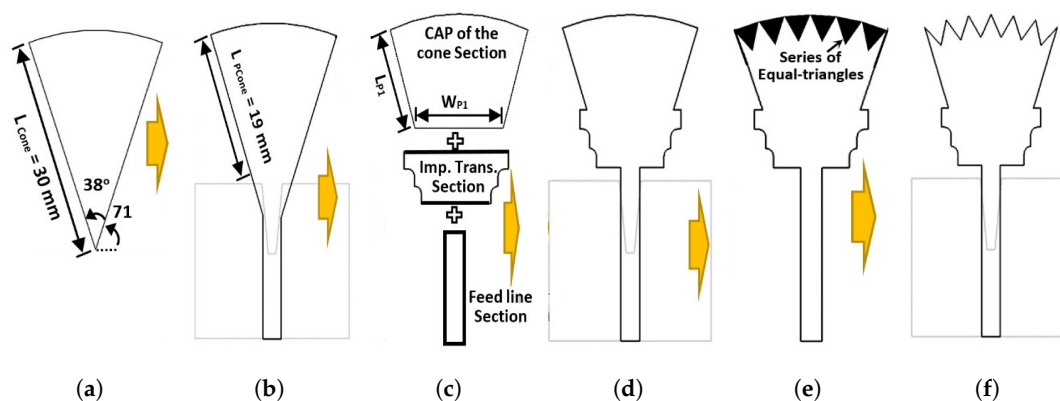 L Cone = 30 mm
38°
71
L PCone = 19 mm
CAP of the
cone Section
L P1
W P1
Imp. Trans.
Section
Feed line
Section
Series of
Equal-triangles
(a)
(b)
(c)
(d)
(e)
(f)